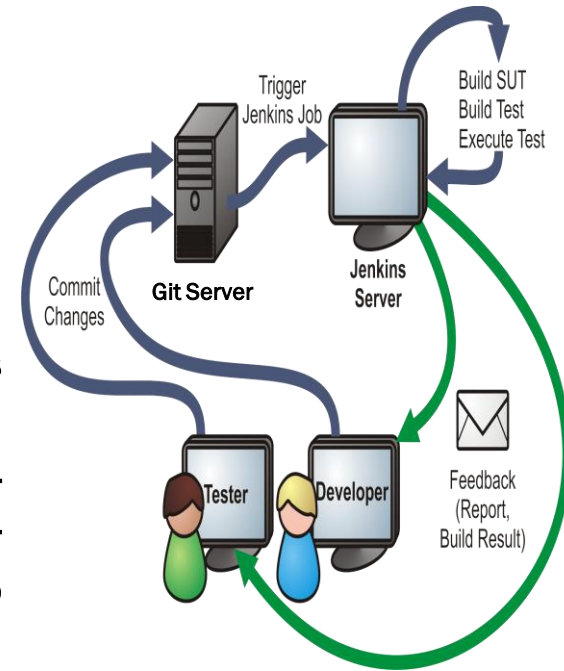 Trigger
Jenkins Job
Build SUT
Build Test
Execute Test
Git Server
Jenkins
Server
Commit
Changes
Tester
Developer
Feedback
(Report,
Build Result)